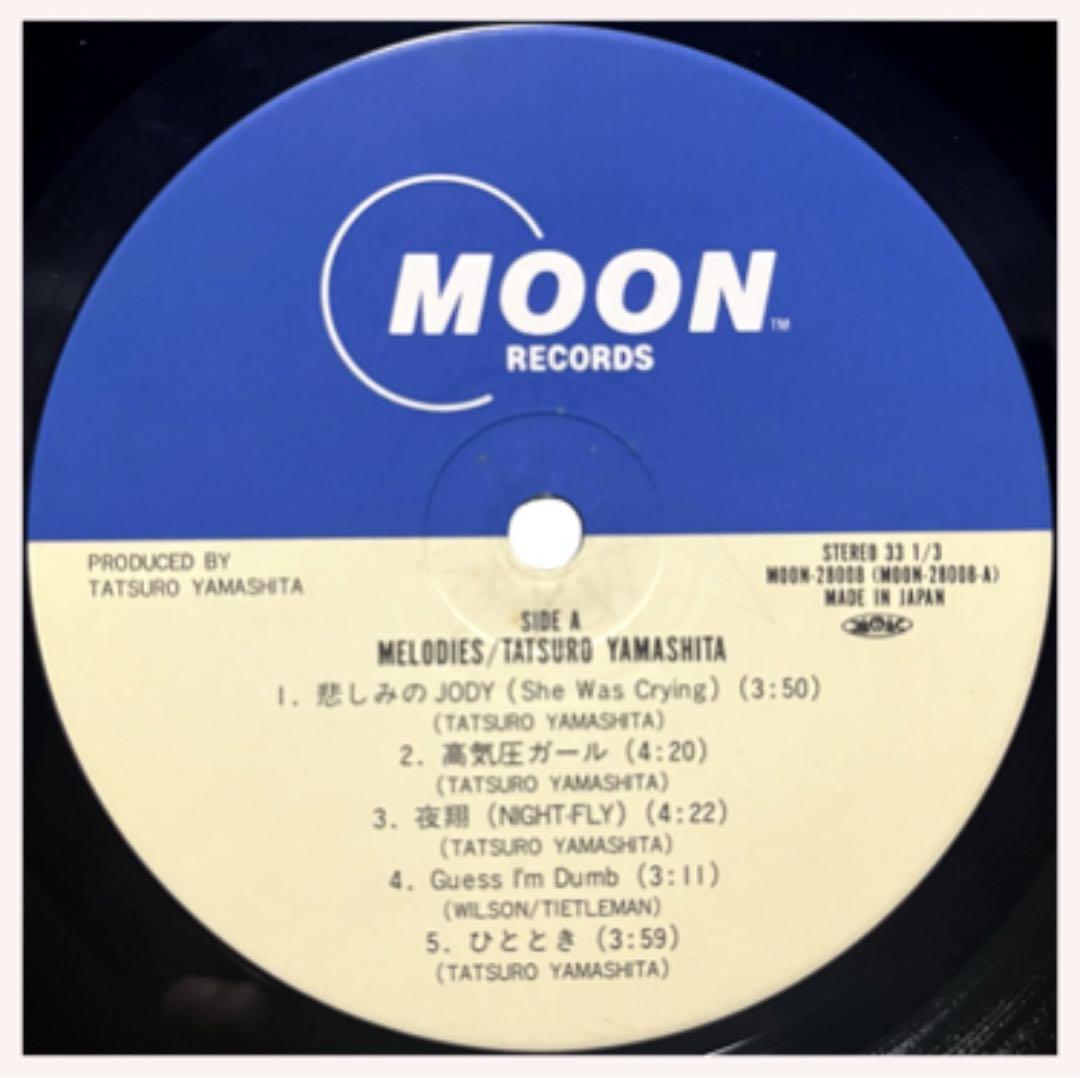 MOON TM
RECORDS
PRODUCED BY
TATSURO YAMASHITA
STEREO 33 1/3
MOON-28008 (MOON-28008-A)
MADE IN JAPAN
SIDE A
MELODIES/TATSURO YAMASHITA
1. 悲しみのJODY (She Was Crying) (3:50)
(TATSURO YAMASHITA)
2. 高気圧ガール (4:20)
(TATSURO YAMASHITA)
3. 夜翔 (NIGHT-FLY) (4:22)
(TATSURO YAMASHITA)
4. Guess I'm Dumb (3:11)
(WILSON/TIETLEMAN)
5. ひととき (3:59)
(TATSURO YAMASHITA)